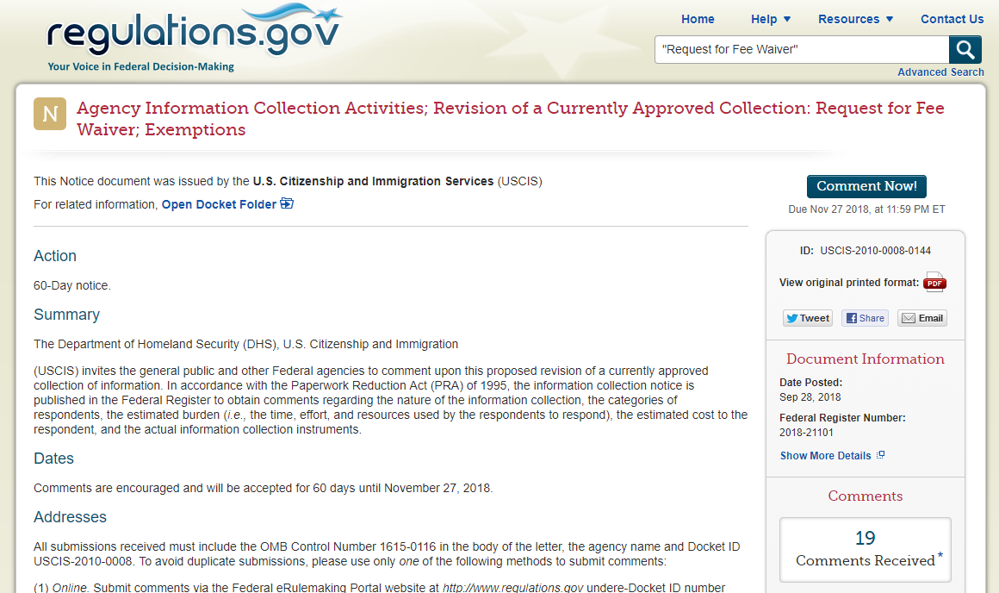 regulations.gov
Your Voice in Federal Decision-Making
Home Help Resources Contact Us
"Request for Fee Waiver"
Advanced Search
N
Agency Information Collection Activities; Revision of a Currently Approved Collection: Request for Fee
Waiver; Exemptions
This Notice document was issued by the U.S. Citizenship and Immigration Services (USCIS)
For related information, Open Docket Folder
Action
60-Day notice.
Summary
The Department of Homeland Security (DHS), U.S. Citizenship and Immigration
(USCIS) invites the general public and other Federal agencies to comment upon this proposed revision of a currently approved
collection of information. In accordance with the Paperwork Reduction Act (PRA) of 1995, the information collection notice is
published in the Federal Register to obtain comments regarding the nature of the information collection, the categories of
respondents, the estimated burden (i.e., the time, effort, and resources used by the respondents to respond), the estimated cost to the
respondent, and the actual information collection instruments.
Dates
Comments are encouraged and will be accepted for 60 days until November 27, 2018.
Addresses
All submissions received must include the OMB Control Number 1615-0116 in the body of the letter, the agency name and Docket ID
USCIS-2010-0008. To avoid duplicate submissions, please use only one of the following methods to submit comments:
(1) Online. Submit comments via the Federal eRulemaking Portal website at http://www.regulations.gov undere-Docket ID number
Comment Now!
Due Nov 27 2018, at 11:59 PM ET
ID: USCIS-2010-0008-0144
View original printed format: PDF
Tweet Share Email
Document Information
Date Posted:
Sep 28, 2018
Federal Register Number:
2018-21101
Show More Details
Comments
19
Comments Received*